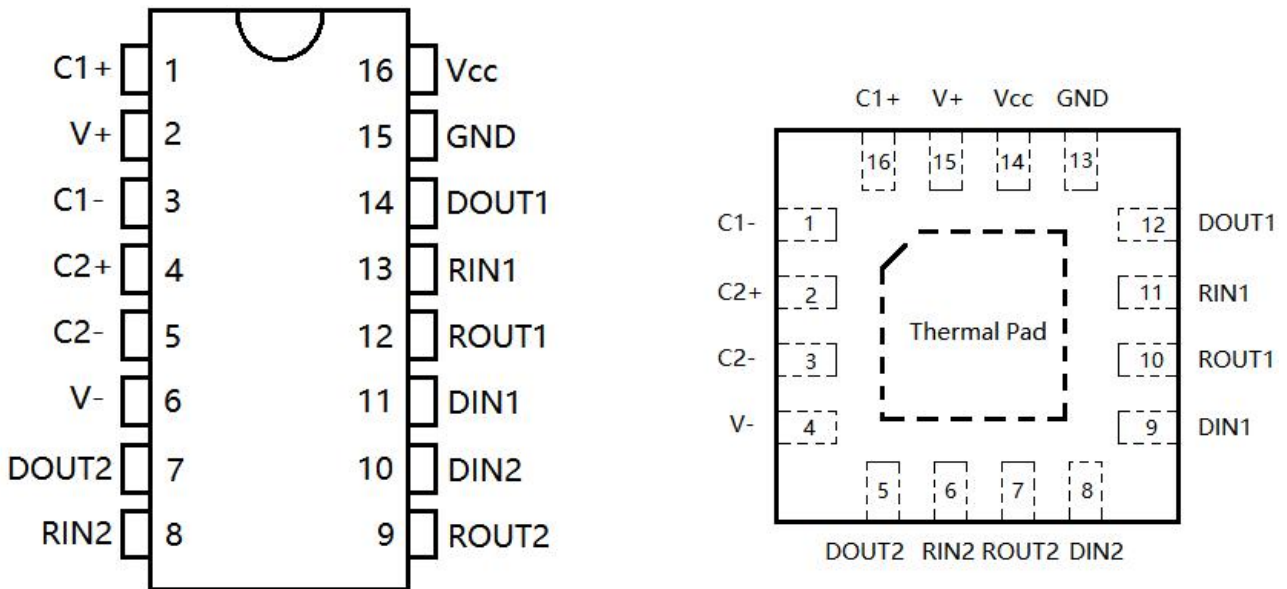 C1+ 1 16 Vcc
V+ 2 15 GND
C1- 3 14 DOUT1
C2+ 4 13 RIN1
C2- 5 12 ROUT1
V- 6 11 DIN1
DOUT2 7 10 DIN2
RIN2 8 9 ROUT2
C1+ V+ Vcc GND
16 15 14 13
C1- 1 12 DOUT1
C2+ 2 11 RIN1
Thermal Pad
C2- 3 10 ROUT1
V- 4 9 DIN1
5 6 7 8
DOUT2 RIN2 ROUT2 DIN2